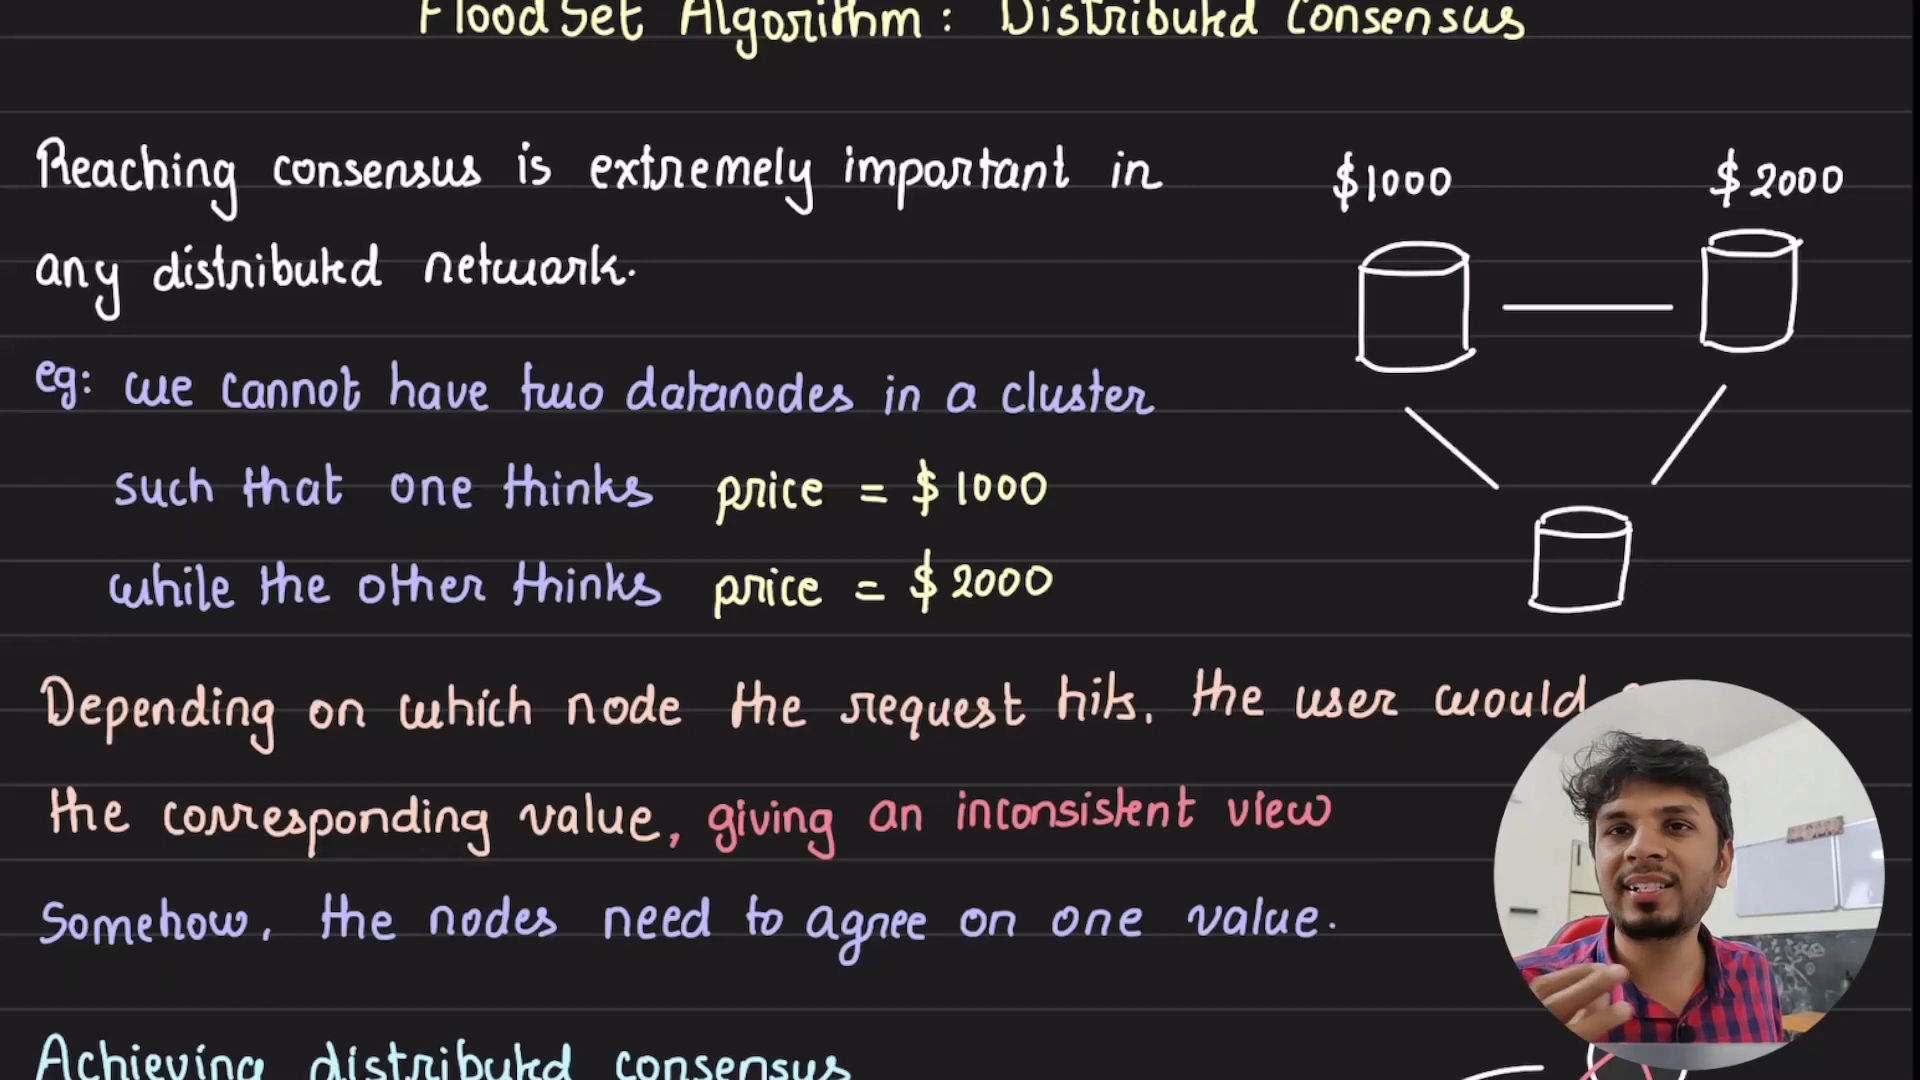 FloodSet Algorithm: Distributed Consensus
Reaching consensus is extremely important in
any distributed network.
$1000
$2000
eg: we cannot have two datanodes in a cluster
such that one thinks price = $1000
while the other thinks price = $2000
Depending on which node the request hits, the user would
the corresponding value, giving an inconsistent view
Somehow, the nodes need to agree on one value.
Achieving distributed consensus